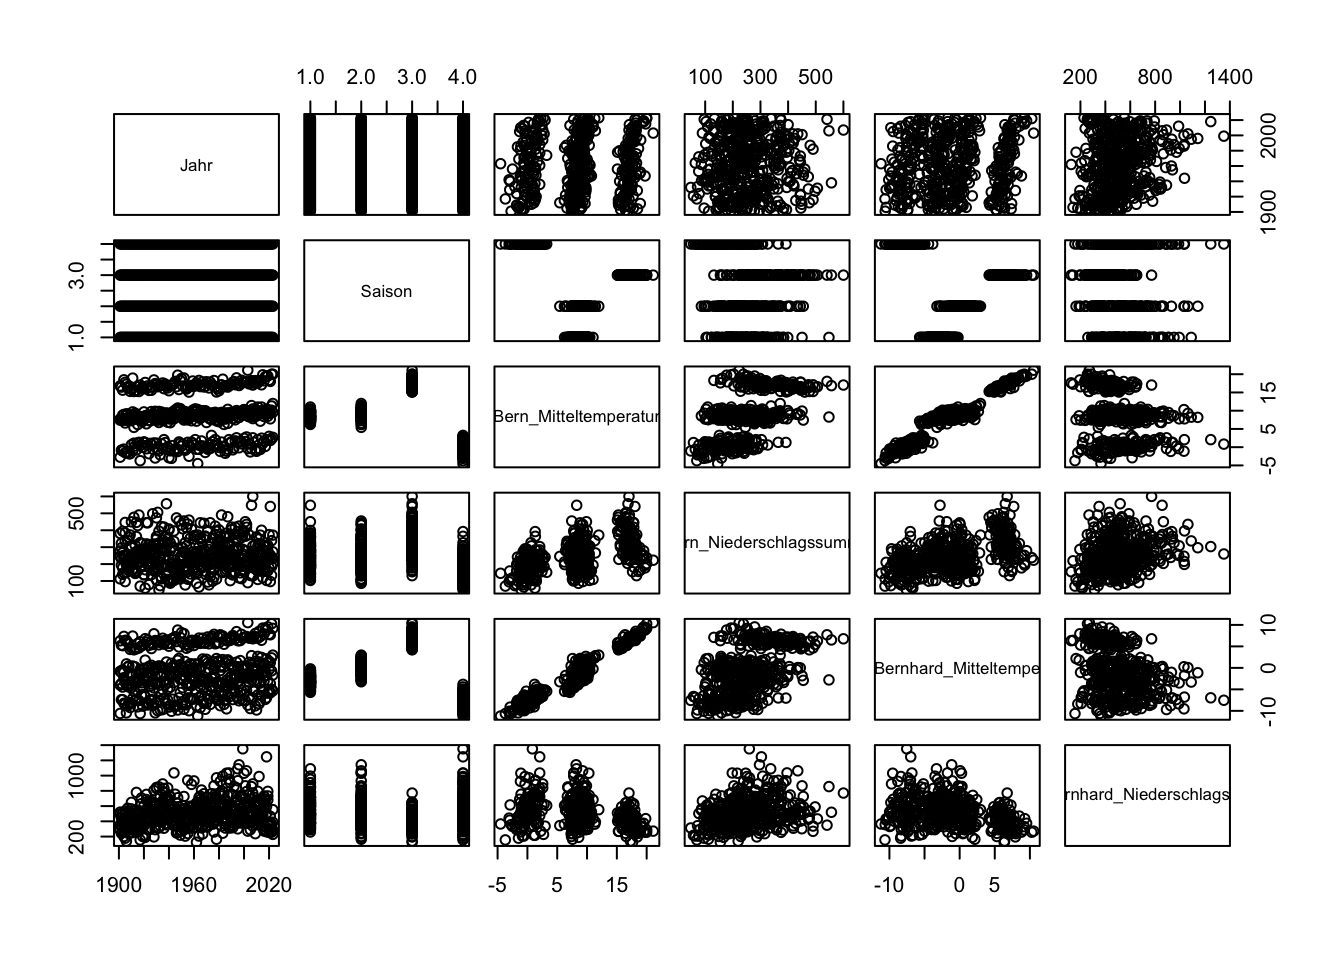 1.0 2.0 3.0 4.0
100 300 500
200 800 1400
Jahr
1900 2000
1.0 3.0
Saison
Bern_Mitteltemperatur
-5 5 15
100 500
rn_Niederschlagssum
Bernhard_Mitteltempe
-10 0 10
200 1000
rnhard_Niederschlags
1900 1960 2020
-5 5 15
-10 0 5